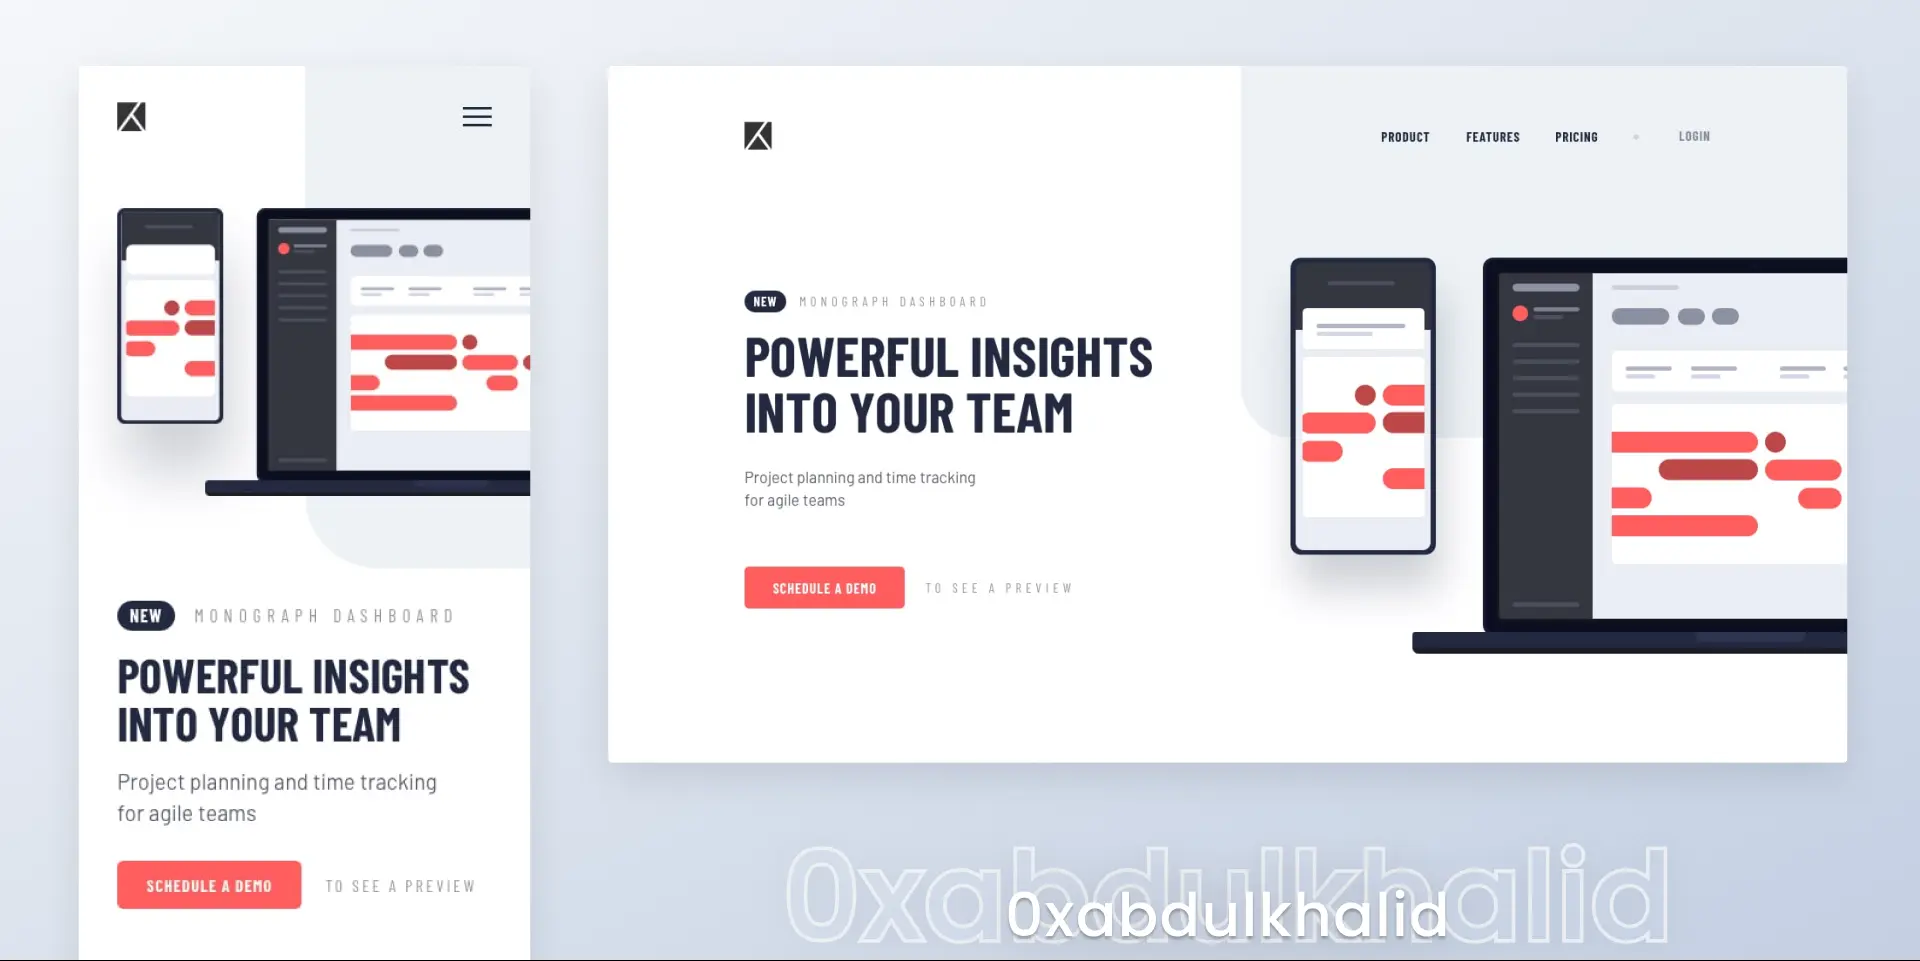 NEW MONOGRAPH DASHBOARD
POWERFUL INSIGHTS
INTO YOUR TEAM
Project planning and time tracking
for agile teams
SCHEDULE A DEMO TO SEE A PREVIEW
PRODUCT FEATURES PRICING LOGIN
NEW MONOGRAPH DASHBOARD
POWERFUL INSIGHTS
INTO YOUR TEAM
Project planning and time tracking
for agile teams
SCHEDULE A DEMO TO SEE A PREVIEW
0xabdulkhalid
0xabdulkhalid